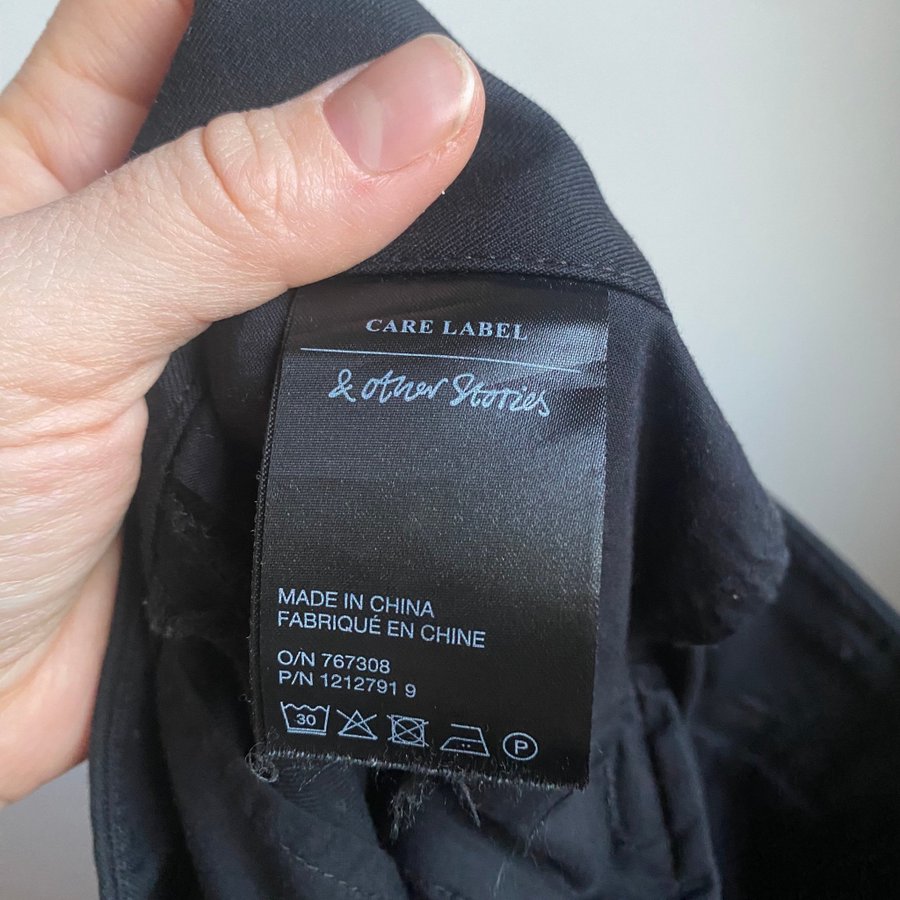 CARE LABEL
& other Stories
MADE IN CHINA
FABRIQUÉ EN CHINE
O/N 767308
P/N 1212791 9
30 P